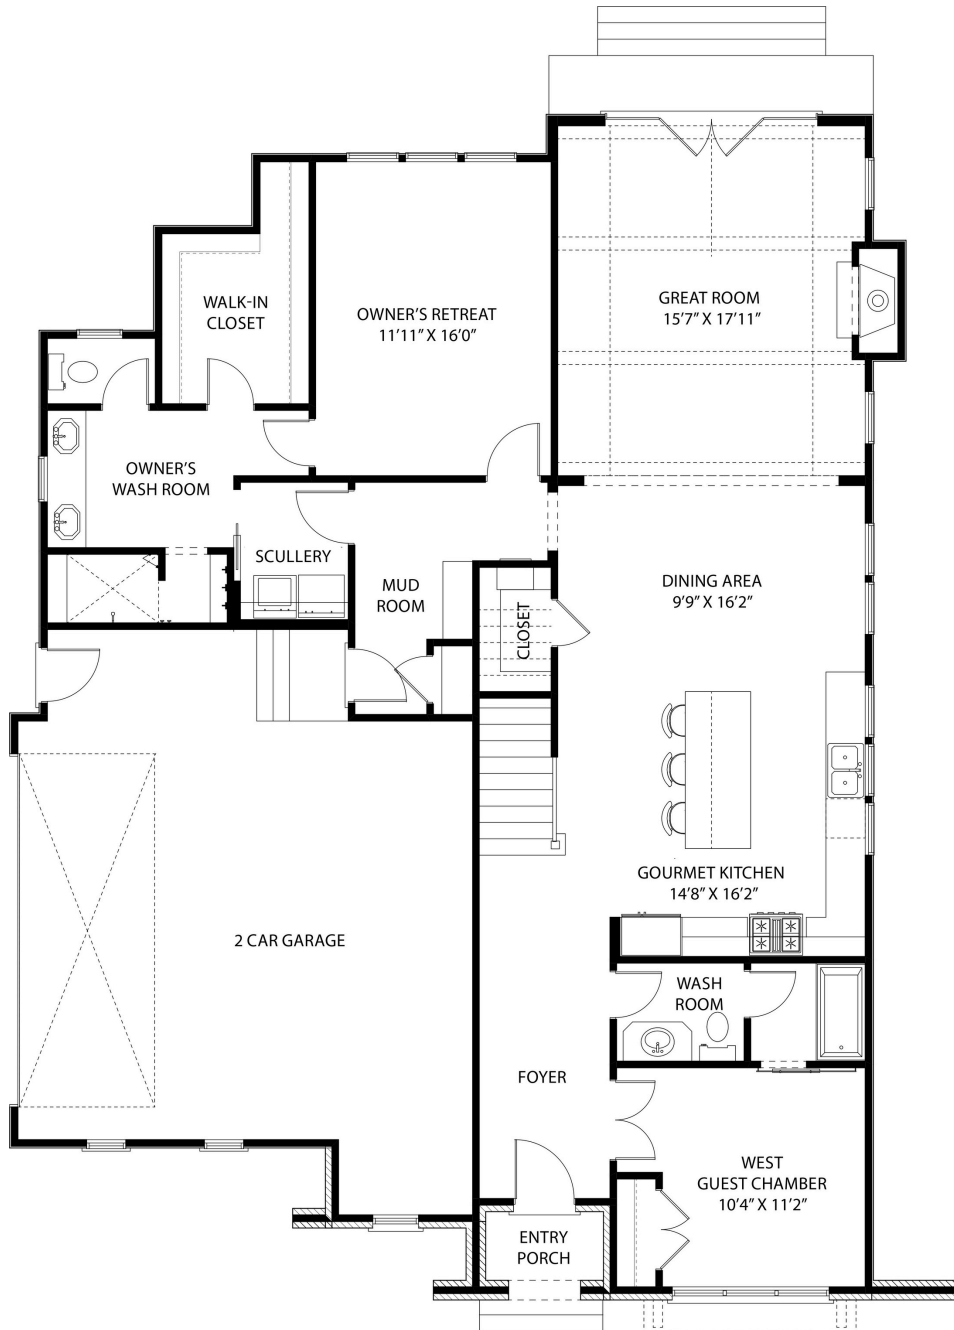 WALK-IN
CLOSET
OWNER’S RETREAT
11’11” X 16’0”
GREAT ROOM
15’7” X 17’11”
OWNER’S
WASH ROOM
SCULLERY
MUD
ROOM
CLOSET
DINING AREA
9’9” X 16’2”
GOURMET KITCHEN
14’8” X 16’2”
2 CAR GARAGE
WASH
ROOM
FOYER
WEST
GUEST CHAMBER
10’4” X 11’2”
ENTRY
PORCH